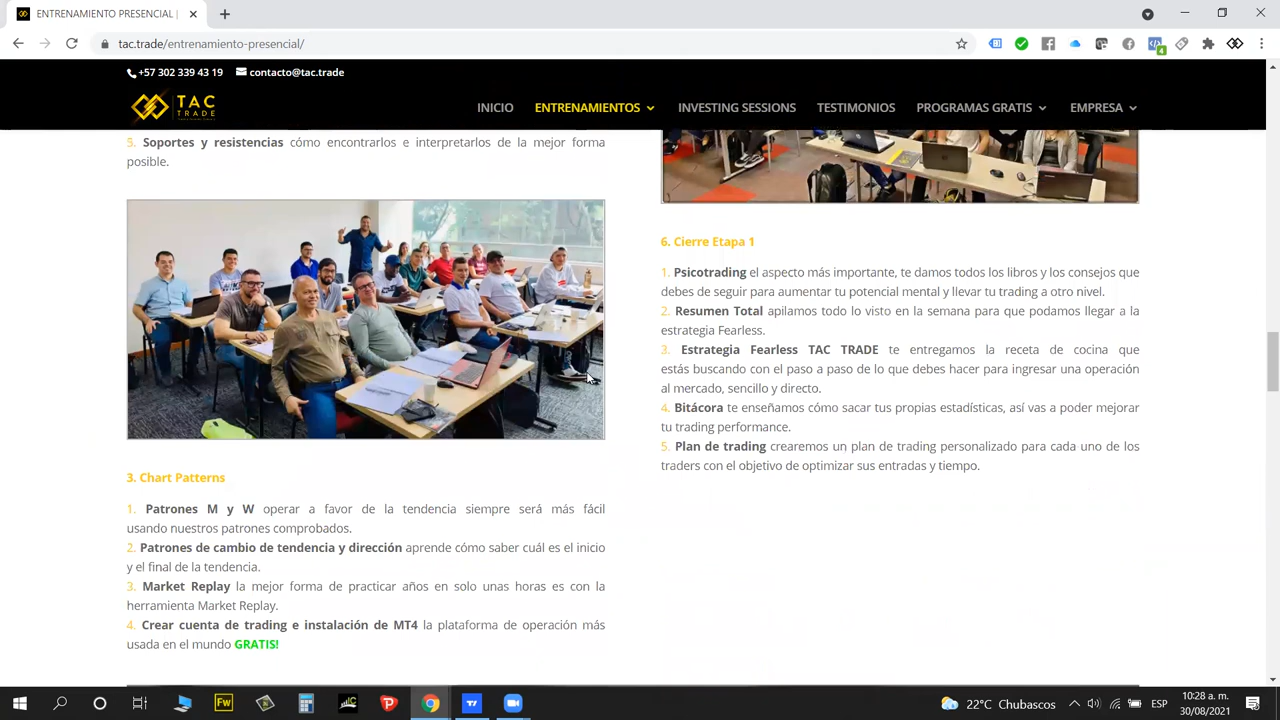 ENTRENAMIENTO PRESENCIAL |
tac.trade/entrenamiento-presencial/
4
+57 302 339 43 19 contacto@tac.trade
TAC
TRADE
INICIO ENTRENAMIENTOS INVESTING SESSIONS TESTIMONIOS PROGRAMAS GRATIS EMPRESA
5. Soportes y resistencias cómo encontrarlos e interpretarlos de la mejor forma
posible.
3. Chart Patterns
1. Patrones M y W operar a favor de la tendencia siempre será más fácil
usando nuestros patrones comprobados.
2. Patrones de cambio de tendencia y dirección aprende cómo saber cuál es el inicio
y el final de la tendencia.
3. Market Replay la mejor forma de practicar años en solo unas horas es con la
herramienta Market Replay.
4. Crear cuenta de trading e instalación de MT4 la plataforma de operación más
usada en el mundo GRATIS!
6. Cierre Etapa 1
1. Psicotrading el aspecto más importante, te damos todos los libros y los consejos que
debes de seguir para aumentar tu potencial mental y llevar tu trading a otro nivel.
2. Resumen Total apilamos todo lo visto en la semana para que podamos llegar a la
estrategia Fearless.
3. Estrategia Fearless TAC TRADE te entregamos la receta de cocina que
estás buscando con el paso a paso de lo que debes hacer para ingresar una operación
al mercado, sencillo y directo.
4. Bitácora te enseñamos cómo sacar tus propias estadísticas, así vas a poder mejorar
tu trading performance.
5. Plan de trading crearemos un plan de trading personalizado para cada uno de los
traders con el objetivo de optimizar sus entradas y tiempo.
Fw
22°C Chubascos
ESP
10:28 a. m.
30/08/2021